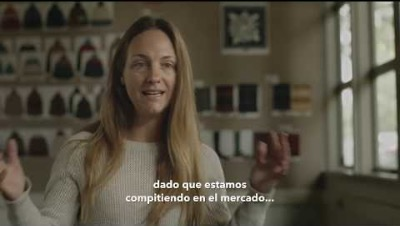 dado que estamos
compitiendo en el mercado...